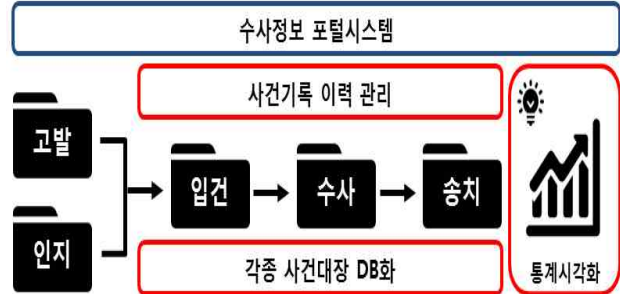 수사정보 포털시스템
사건기록 이력 관리
고발
인지
입건
수사
송치
각종 사건대장 DB화
통계시각화